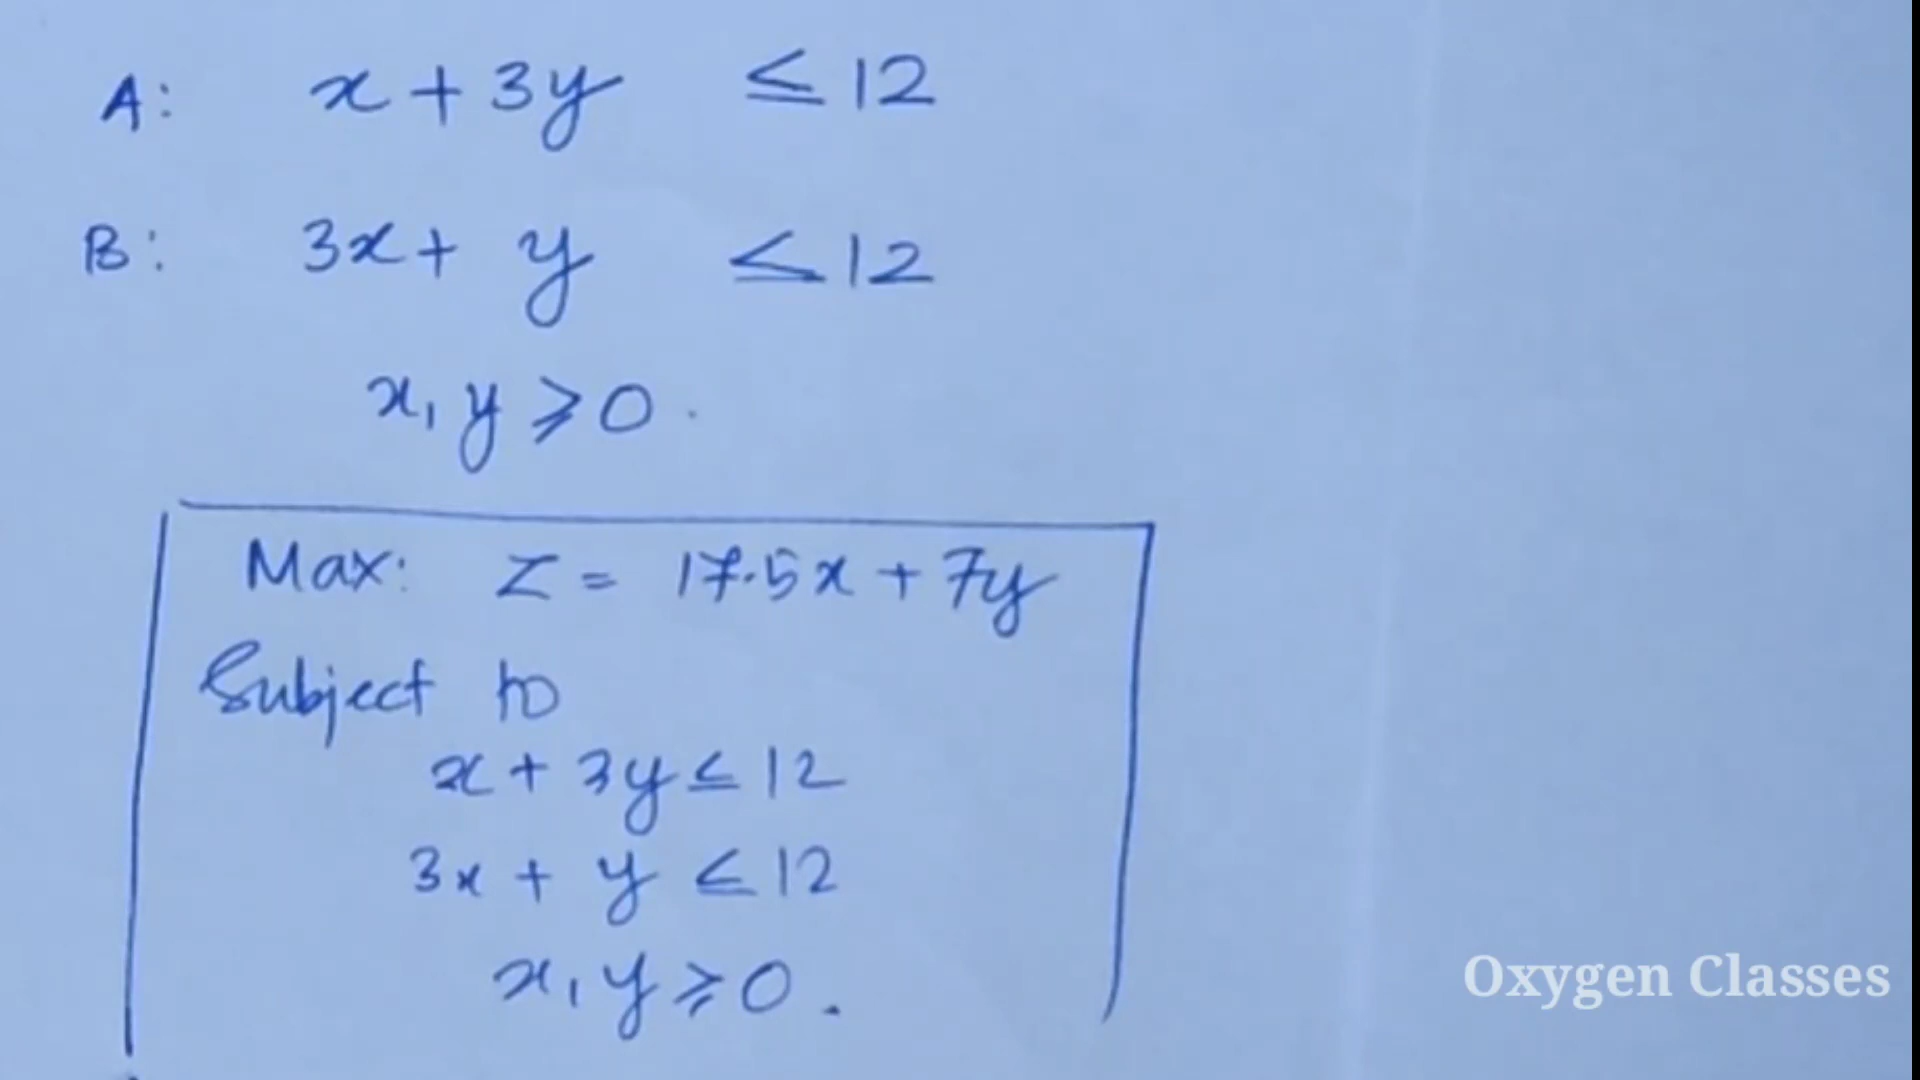 A: x + 3y ≤ 12
B: 3x + y ≤ 12
x, y ≥ 0.
Max: Z = 17.5x + 7y
Subject to
x + 3y ≤ 12
3x + y ≤ 12
x, y ≥ 0.
Oxygen Classes